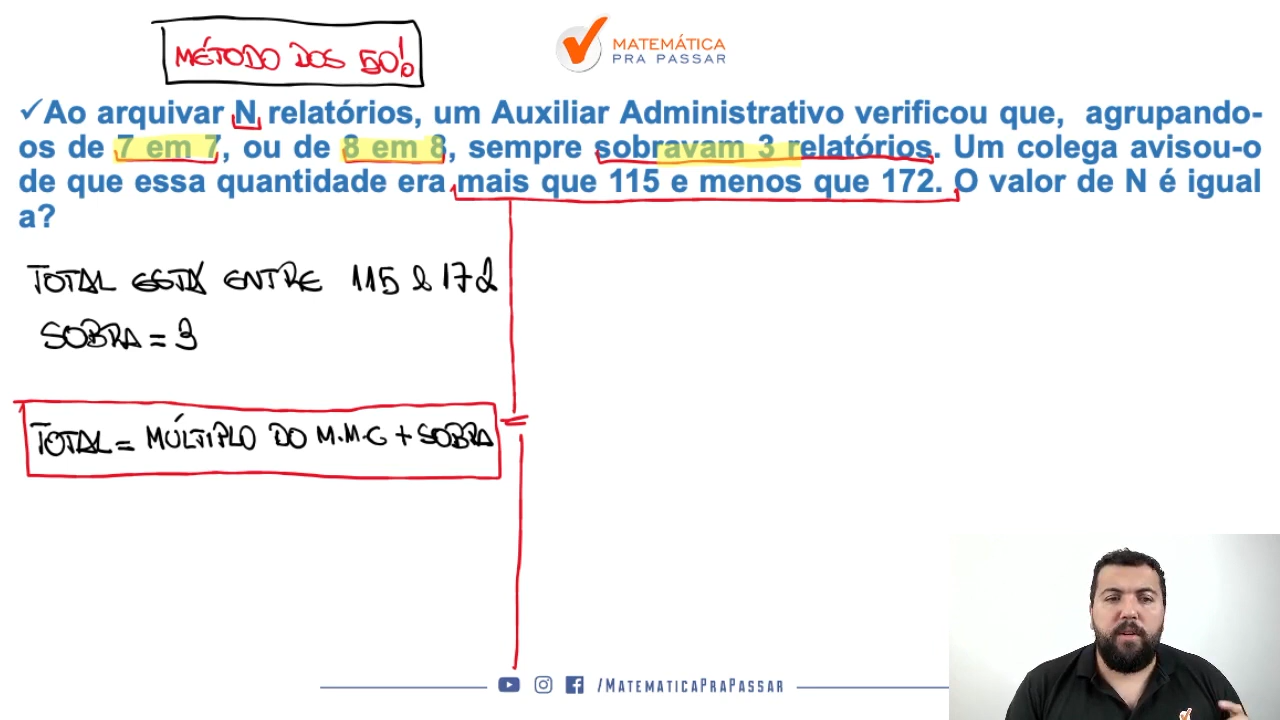 MÉTODO DOS 50!
MATEMÁTICA
PRA PASSAR
✓Ao arquivar N relatórios, um Auxiliar Administrativo verificou que, agrupando-
os de 7 em 7, ou de 8 em 8, sempre sobravam 3 relatórios. Um colega avisou-o
de que essa quantidade era mais que 115 e menos que 172. O valor de N é igual
a?
TOTAL ESTÁ ENTRE 115 & 172
SOBRA = 3
TOTAL = MÚLTIPLO DO M.M.C + SOBRA
/MATEMATICAPRAPASSAR